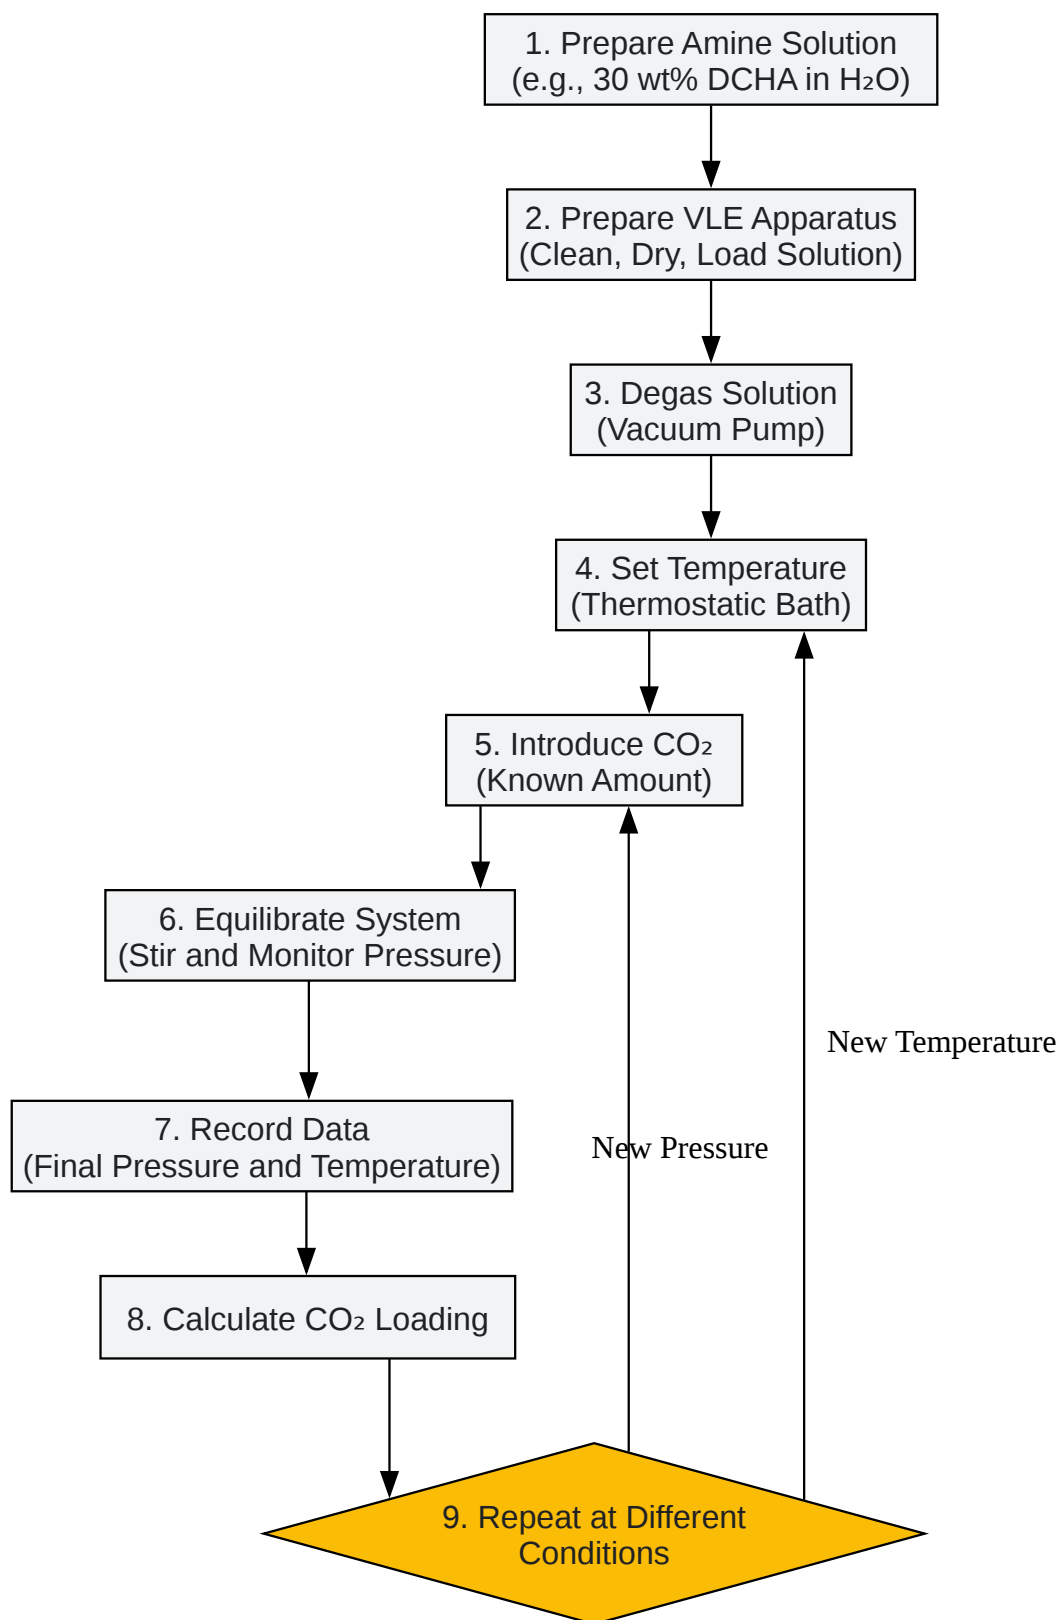 1. Prepare Amine Solution
(e.g., 30 wt% DCHA in H₂O)
2. Prepare VLE Apparatus
(Clean, Dry, Load Solution)
3. Degas Solution
(Vacuum Pump)
4. Set Temperature
(Thermostatic Bath)
5. Introduce CO₂
(Known Amount)
6. Equilibrate System
(Stir and Monitor Pressure)
New Temperature
7. Record Data
(Final Pressure and Temperature)
New Pressure
8. Calculate CO₂ Loading
9. Repeat at Different
Conditions